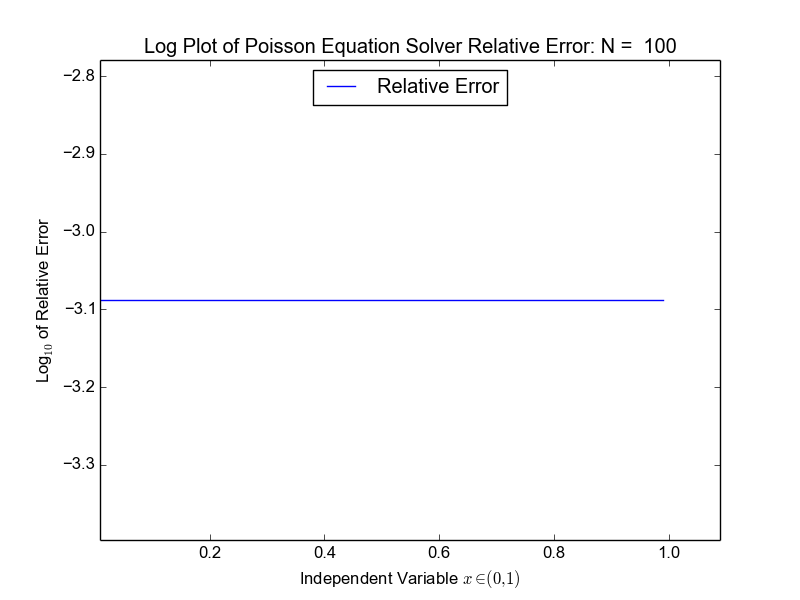 Log Plot of Poisson Equation Solver Relative Error: N =  100
Relative Error
−2.8
−2.9
−3.0
−3.1
−3.2
−3.3
Log₁₀ of Relative Error
0.2 0.4 0.6 0.8 1.0
Independent Variable x∈(0,1)